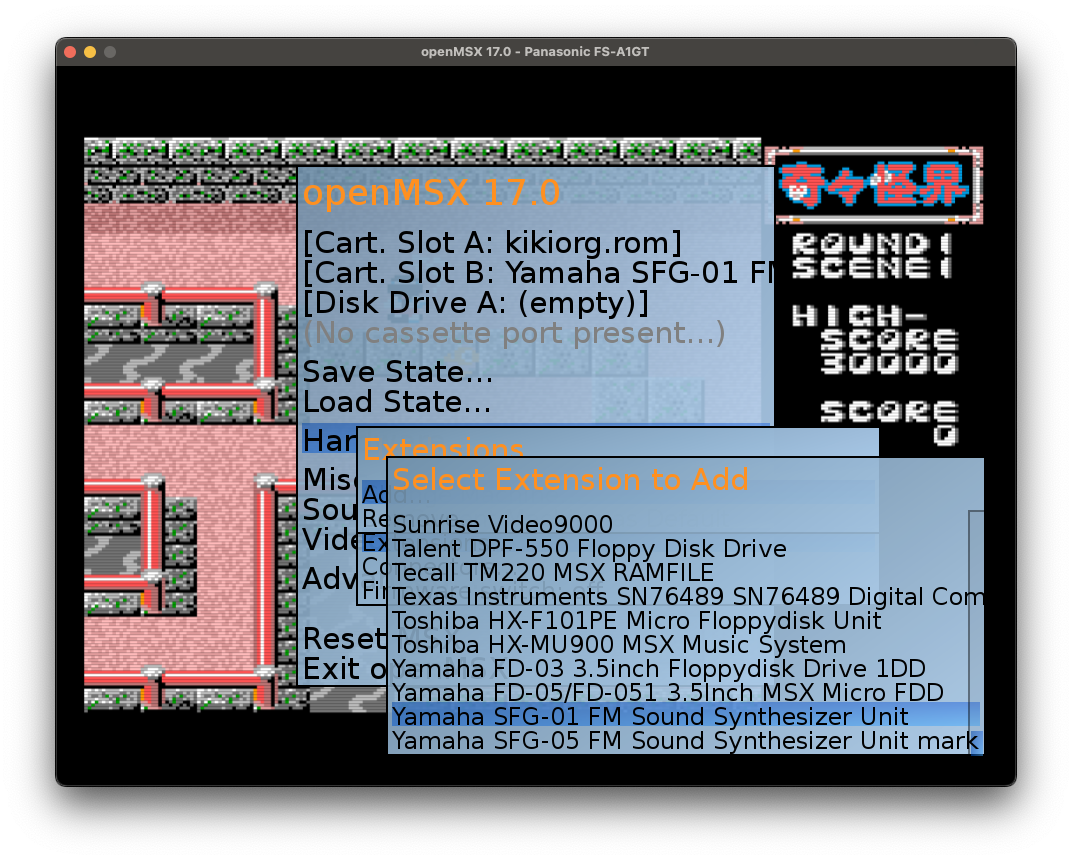 openMSX 17.0 - Panasonic FS-A1GT
奇々怪界
ROUND1
SCENE1
HIGH-
SCORE
30000
SCORE
0
openMSX 17.0
[Cart. Slot A: kikiorg.rom]
[Cart. Slot B: Yamaha SFG-01 F
[Disk Drive A: (empty)]
(No cassette port present...)
Save State...
Load State...
Har
Misc
Sou
Vide
Adv
Reset
Exit o
Extensions
Add...
Re
Ex
Co
Fir
Select Extension to Add
Sunrise Video9000
Talent DPF-550 Floppy Disk Drive
Tecall TM220 MSX RAMFILE
Texas Instruments SN76489 SN76489 Digital Com
Toshiba HX-F101PE Micro Floppydisk Unit
Toshiba HX-MU900 MSX Music System
Yamaha FD-03 3.5inch Floppydisk Drive 1DD
Yamaha FD-05/FD-051 3.5Inch MSX Micro FDD
Yamaha SFG-01 FM Sound Synthesizer Unit
Yamaha SFG-05 FM Sound Synthesizer Unit mark